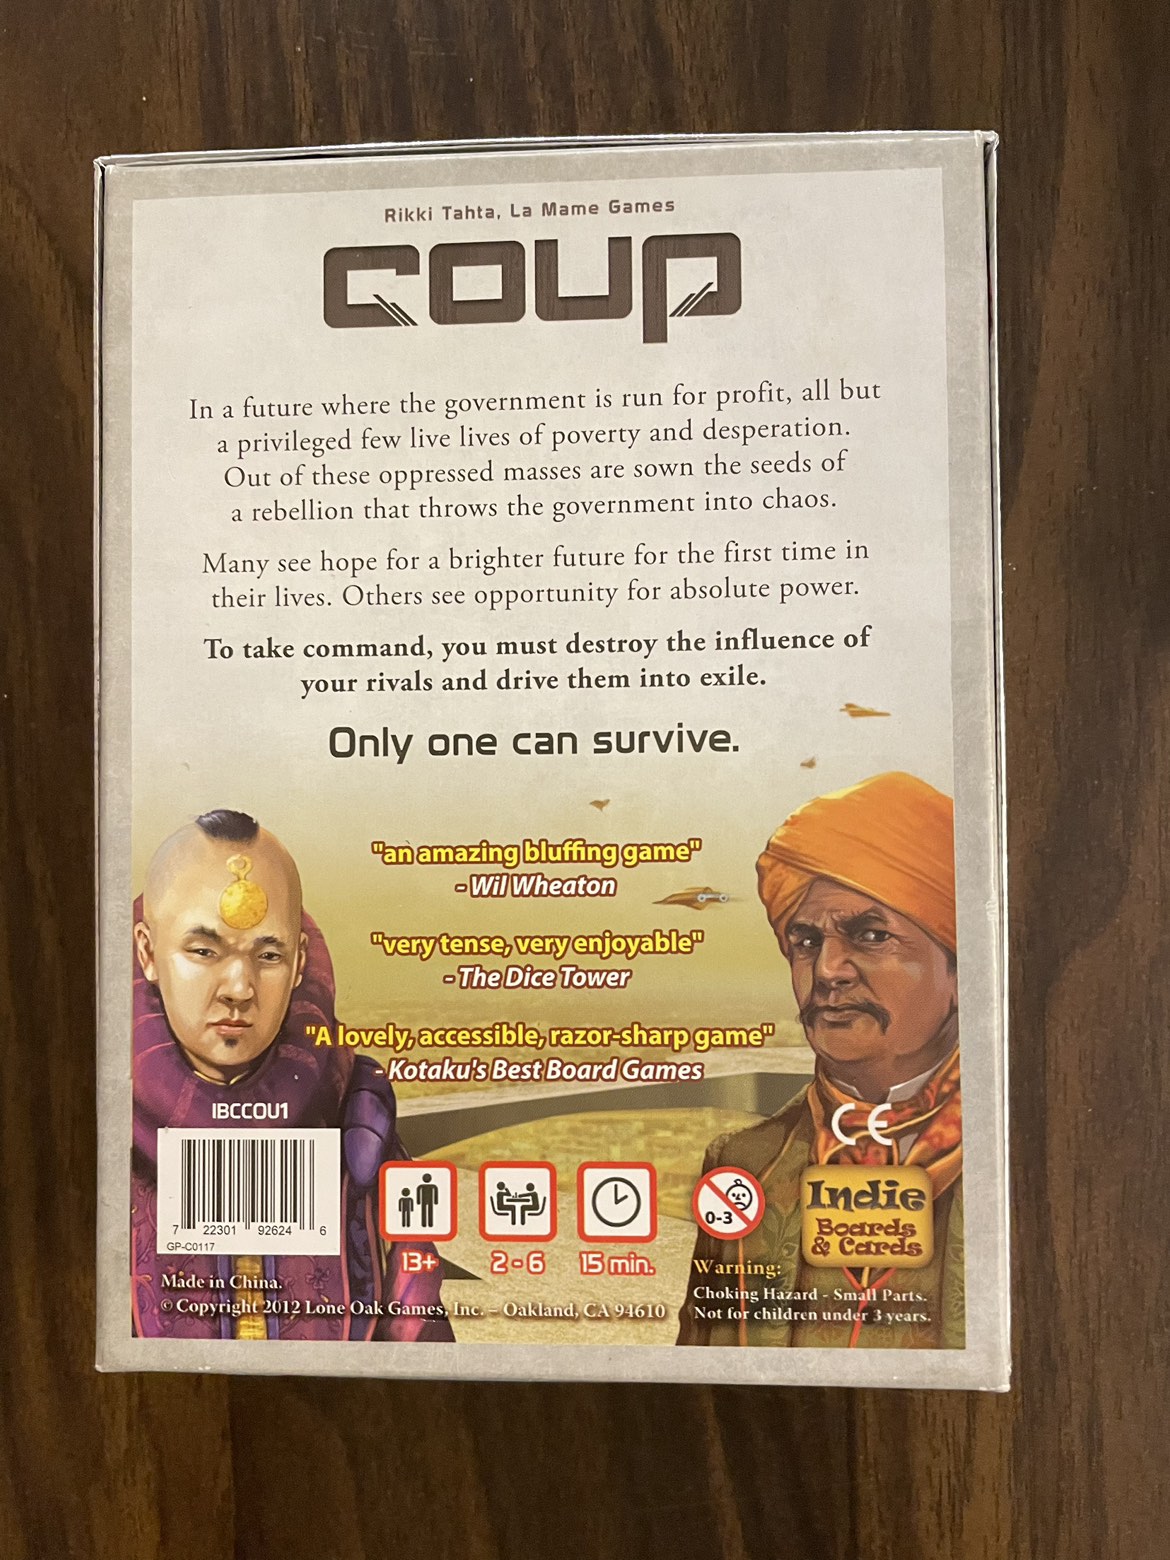 Rikki Tahta, La Mame Games
COUP
In a future where the government is run for profit, all but
a privileged few live lives of poverty and desperation.
Out of these oppressed masses are sown the seeds of
a rebellion that throws the government into chaos.
Many see hope for a brighter future for the first time in
their lives. Others see opportunity for absolute power.
To take command, you must destroy the influence of
your rivals and drive them into exile.
Only one can survive.
"an amazing bluffing game"
- Wil Wheaton
"very tense, very enjoyable"
- The Dice Tower
"A lovely, accessible, razor-sharp game"
- Kotaku's Best Board Games
IBCCOU1
7 22301 92624 6
GP-C0117
13+
2-6
15 min.
0-3
CE
Indie
Boards
& Cards
Warning:
Choking Hazard - Small Parts.
Not for children under 3 years.
Made in China.
© Copyright 2012 Lone Oak Games, Inc. – Oakland, CA 94610